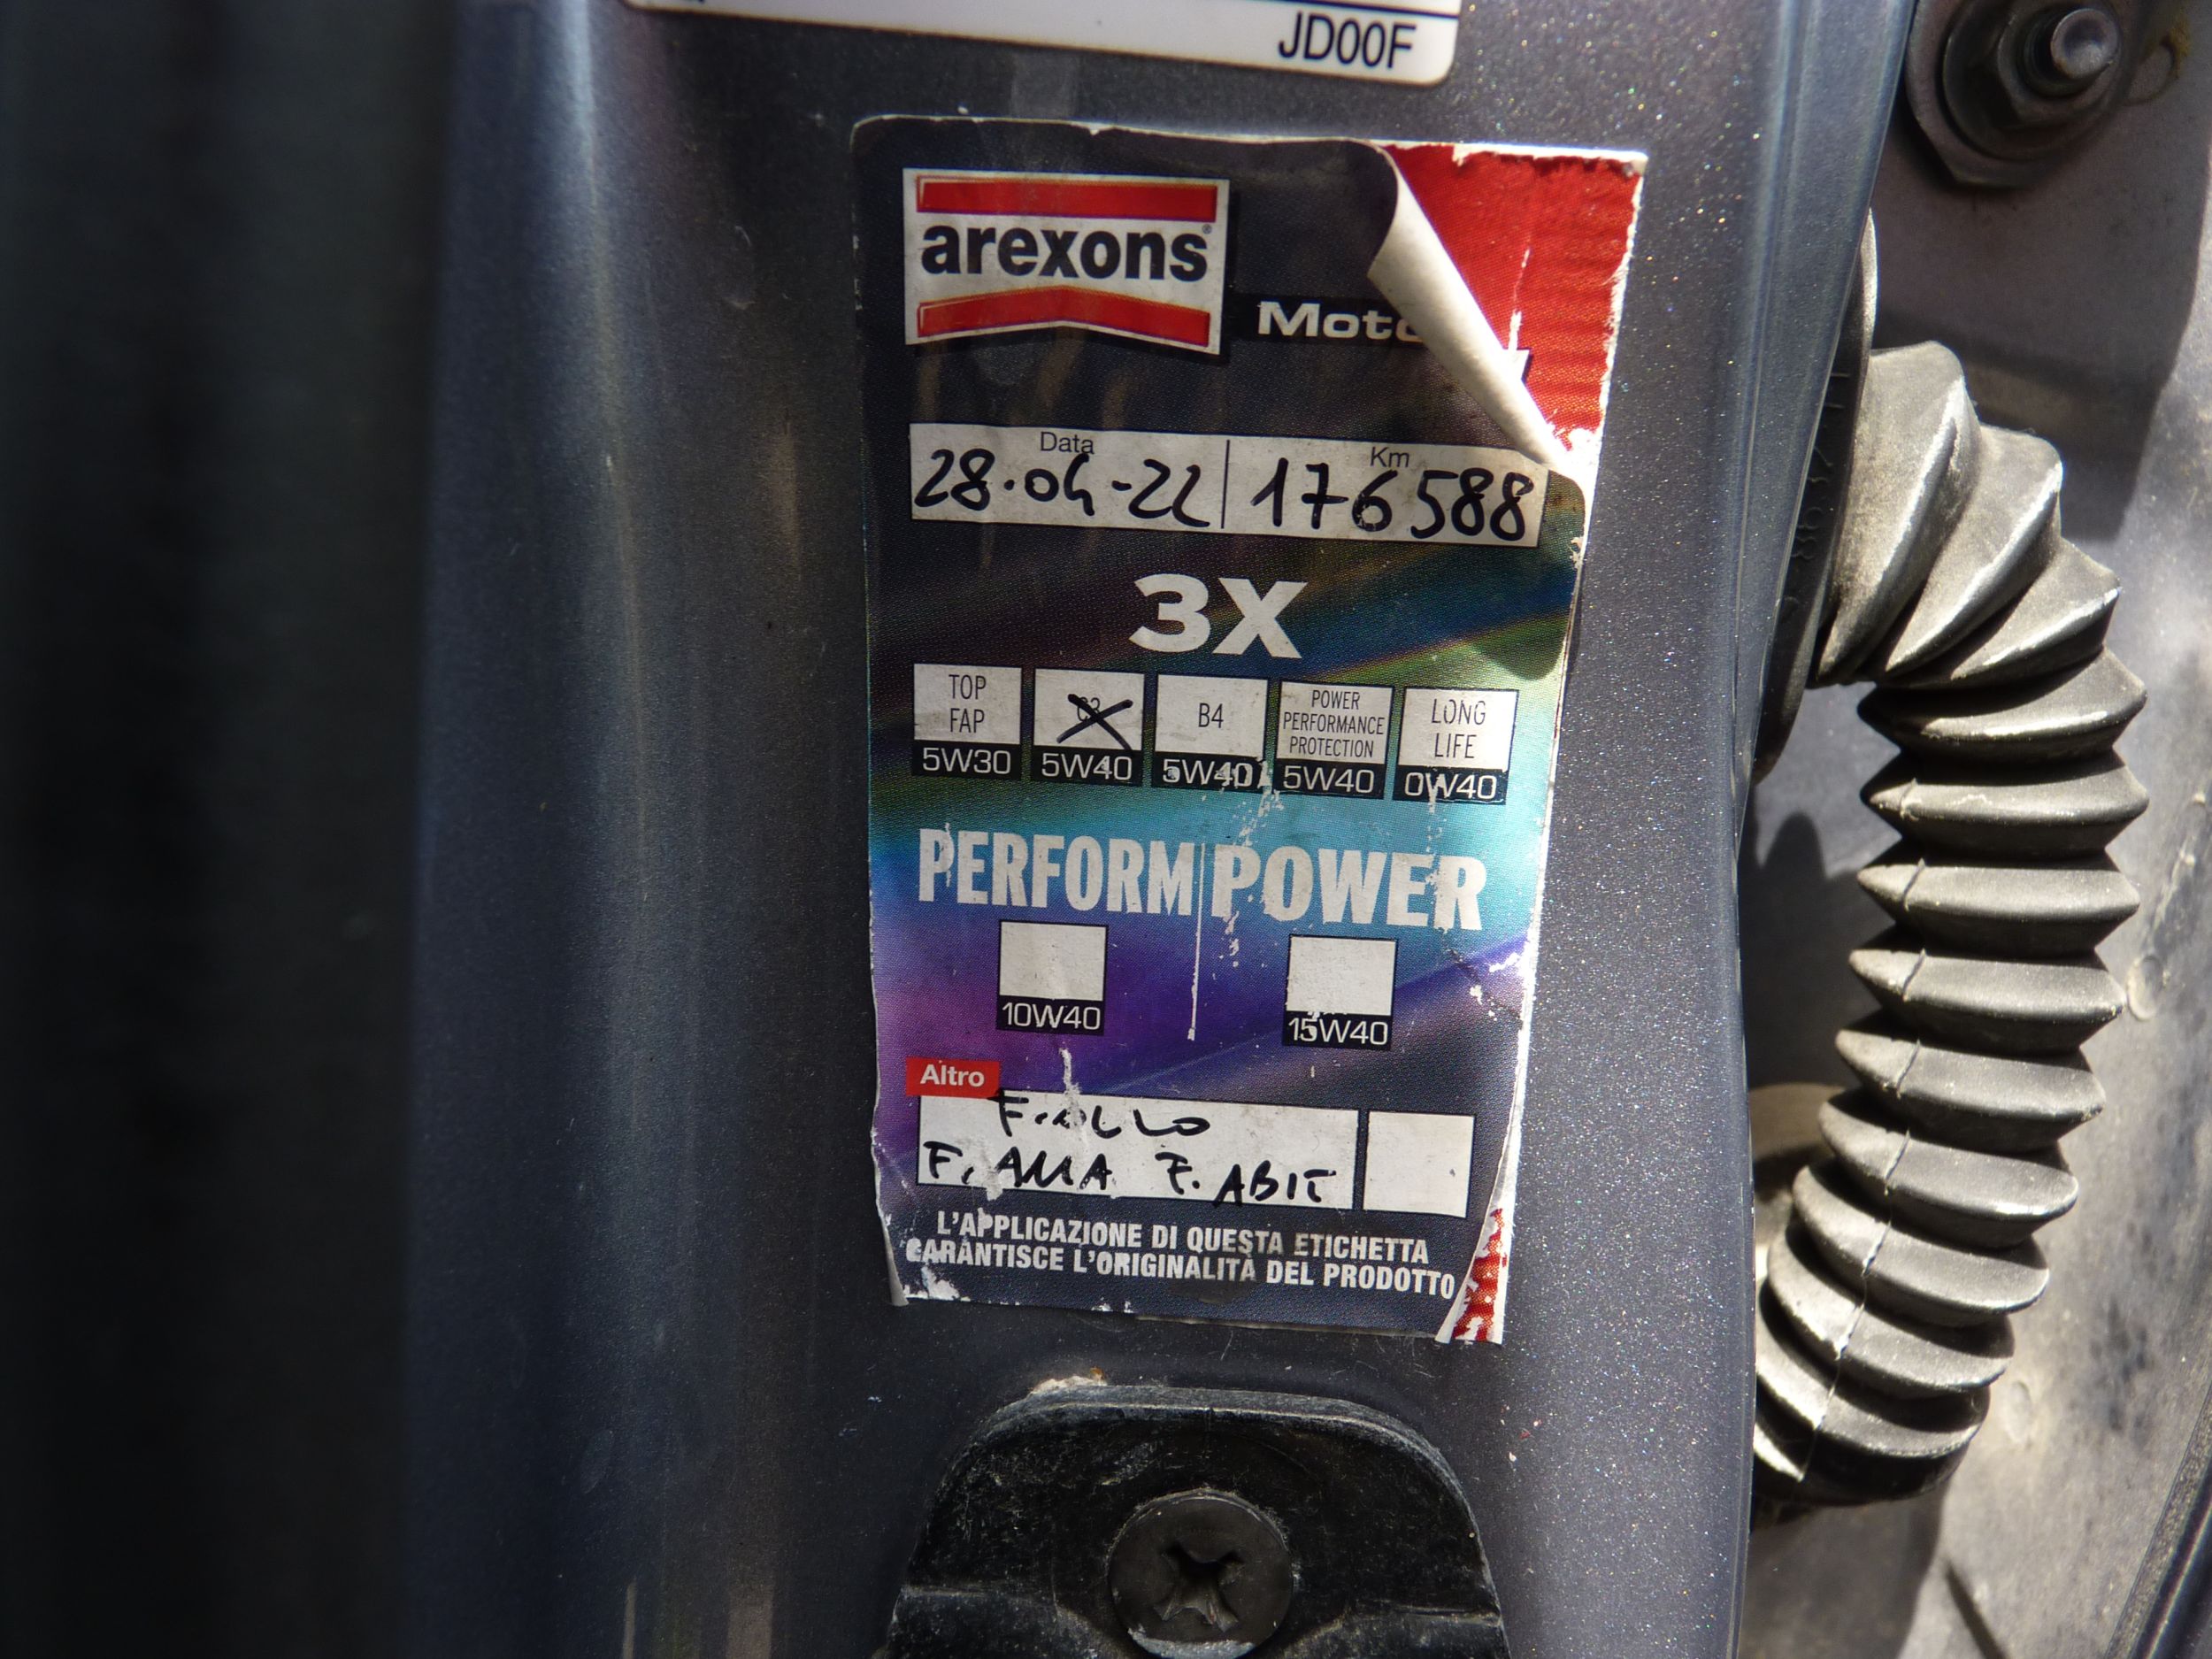 JD00F
arexons®
Moto
Data Km
28.04-22 176588
3X
TOP FAP C3 B4 POWER PERFORMANCE PROTECTION LONG LIFE
5W30 5W40 5W40 5W40 0W40
PERFORM POWER
10W40 15W40
Altro
F. OLLO
F. ARIA F. ABIT
L'APPLICAZIONE DI QUESTA ETICHETTA
GARANTISCE L'ORIGINALITÀ DEL PRODOTTO